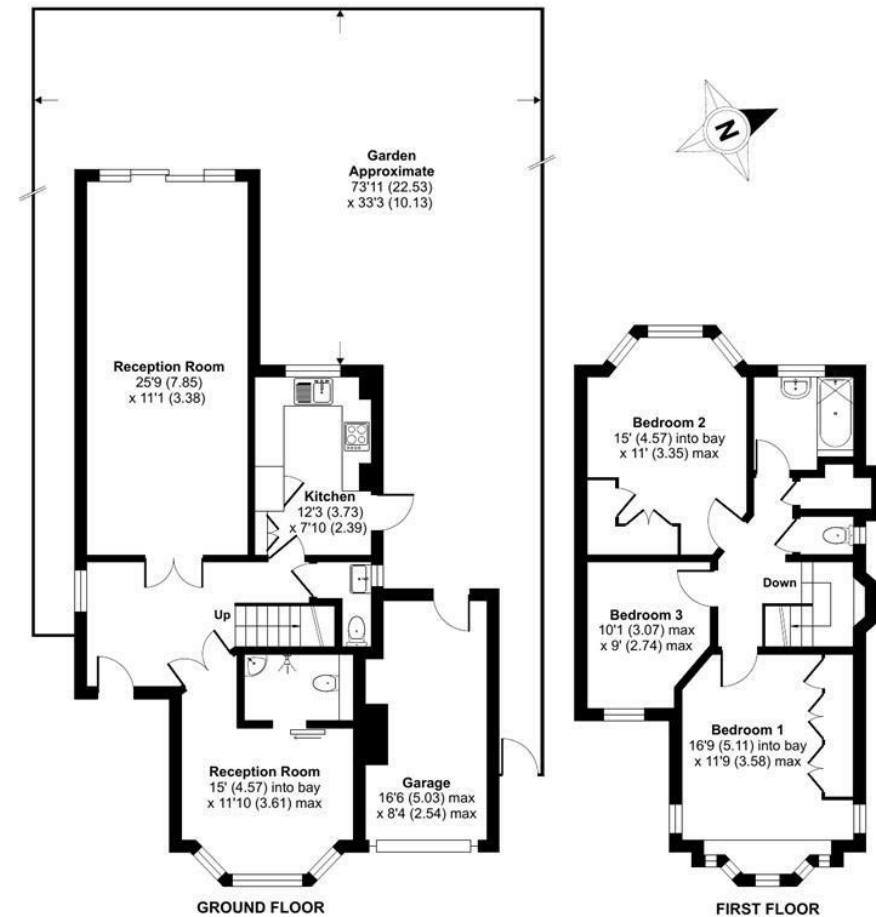 Garden
Approximate
73'11 (22.53)
x 33'3 (10.13)
N
Reception Room
25'9 (7.85)
x 11'1 (3.38)
Kitchen
12'3 (3.73)
x 7'10 (2.39)
Up
Reception Room
15' (4.57) into bay
x 11'10 (3.61) max
Garage
16'6 (5.03) max
x 8'4 (2.54) max
GROUND FLOOR
Bedroom 2
15' (4.57) into bay
x 11' (3.35) max
Down
Bedroom 3
10'1 (3.07) max
x 9' (2.74) max
Bedroom 1
16'9 (5.11) into bay
x 11'9 (3.58) max
FIRST FLOOR